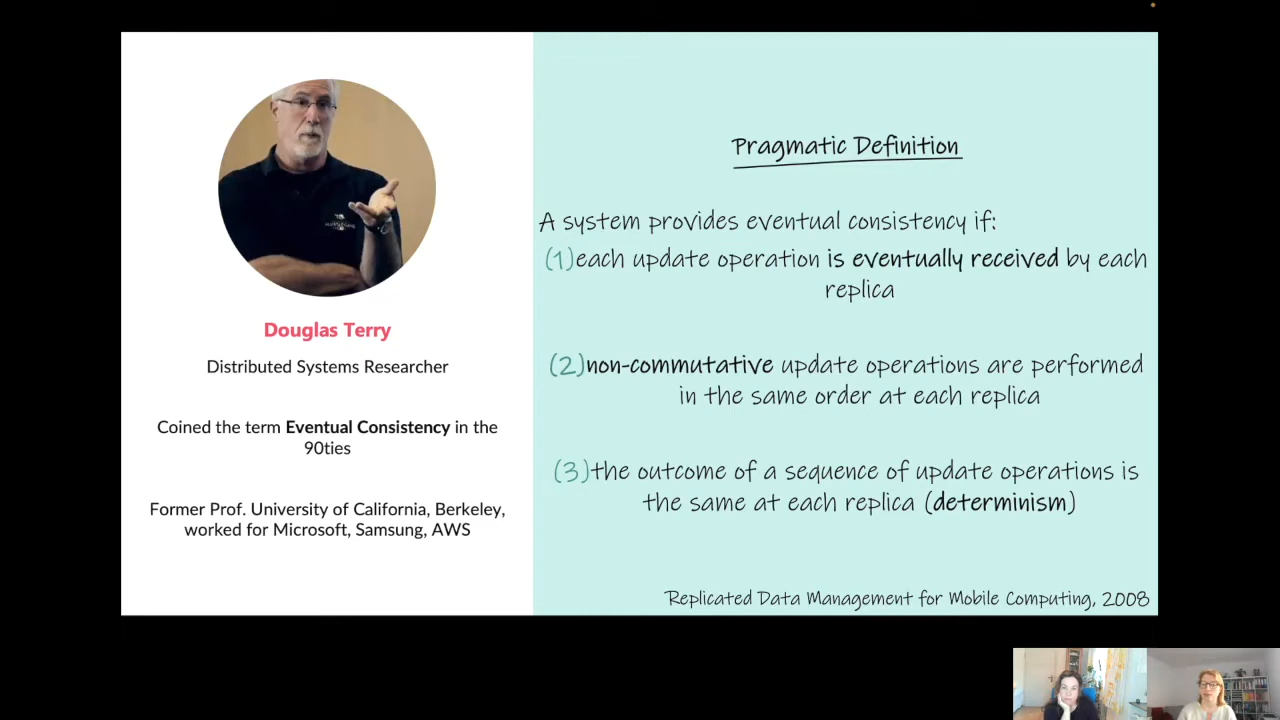 Douglas Terry
Distributed Systems Researcher
Coined the term Eventual Consistency in the
90ties
Former Prof. University of California, Berkeley,
worked for Microsoft, Samsung, AWS
Pragmatic Definition
A system provides eventual consistency if:
(1)each update operation is eventually received by each
replica
(2)non-commutative update operations are performed
in the same order at each replica
(3)the outcome of a sequence of update operations is
the same at each replica (determinism)
Replicated Data Management for Mobile Computing, 2008